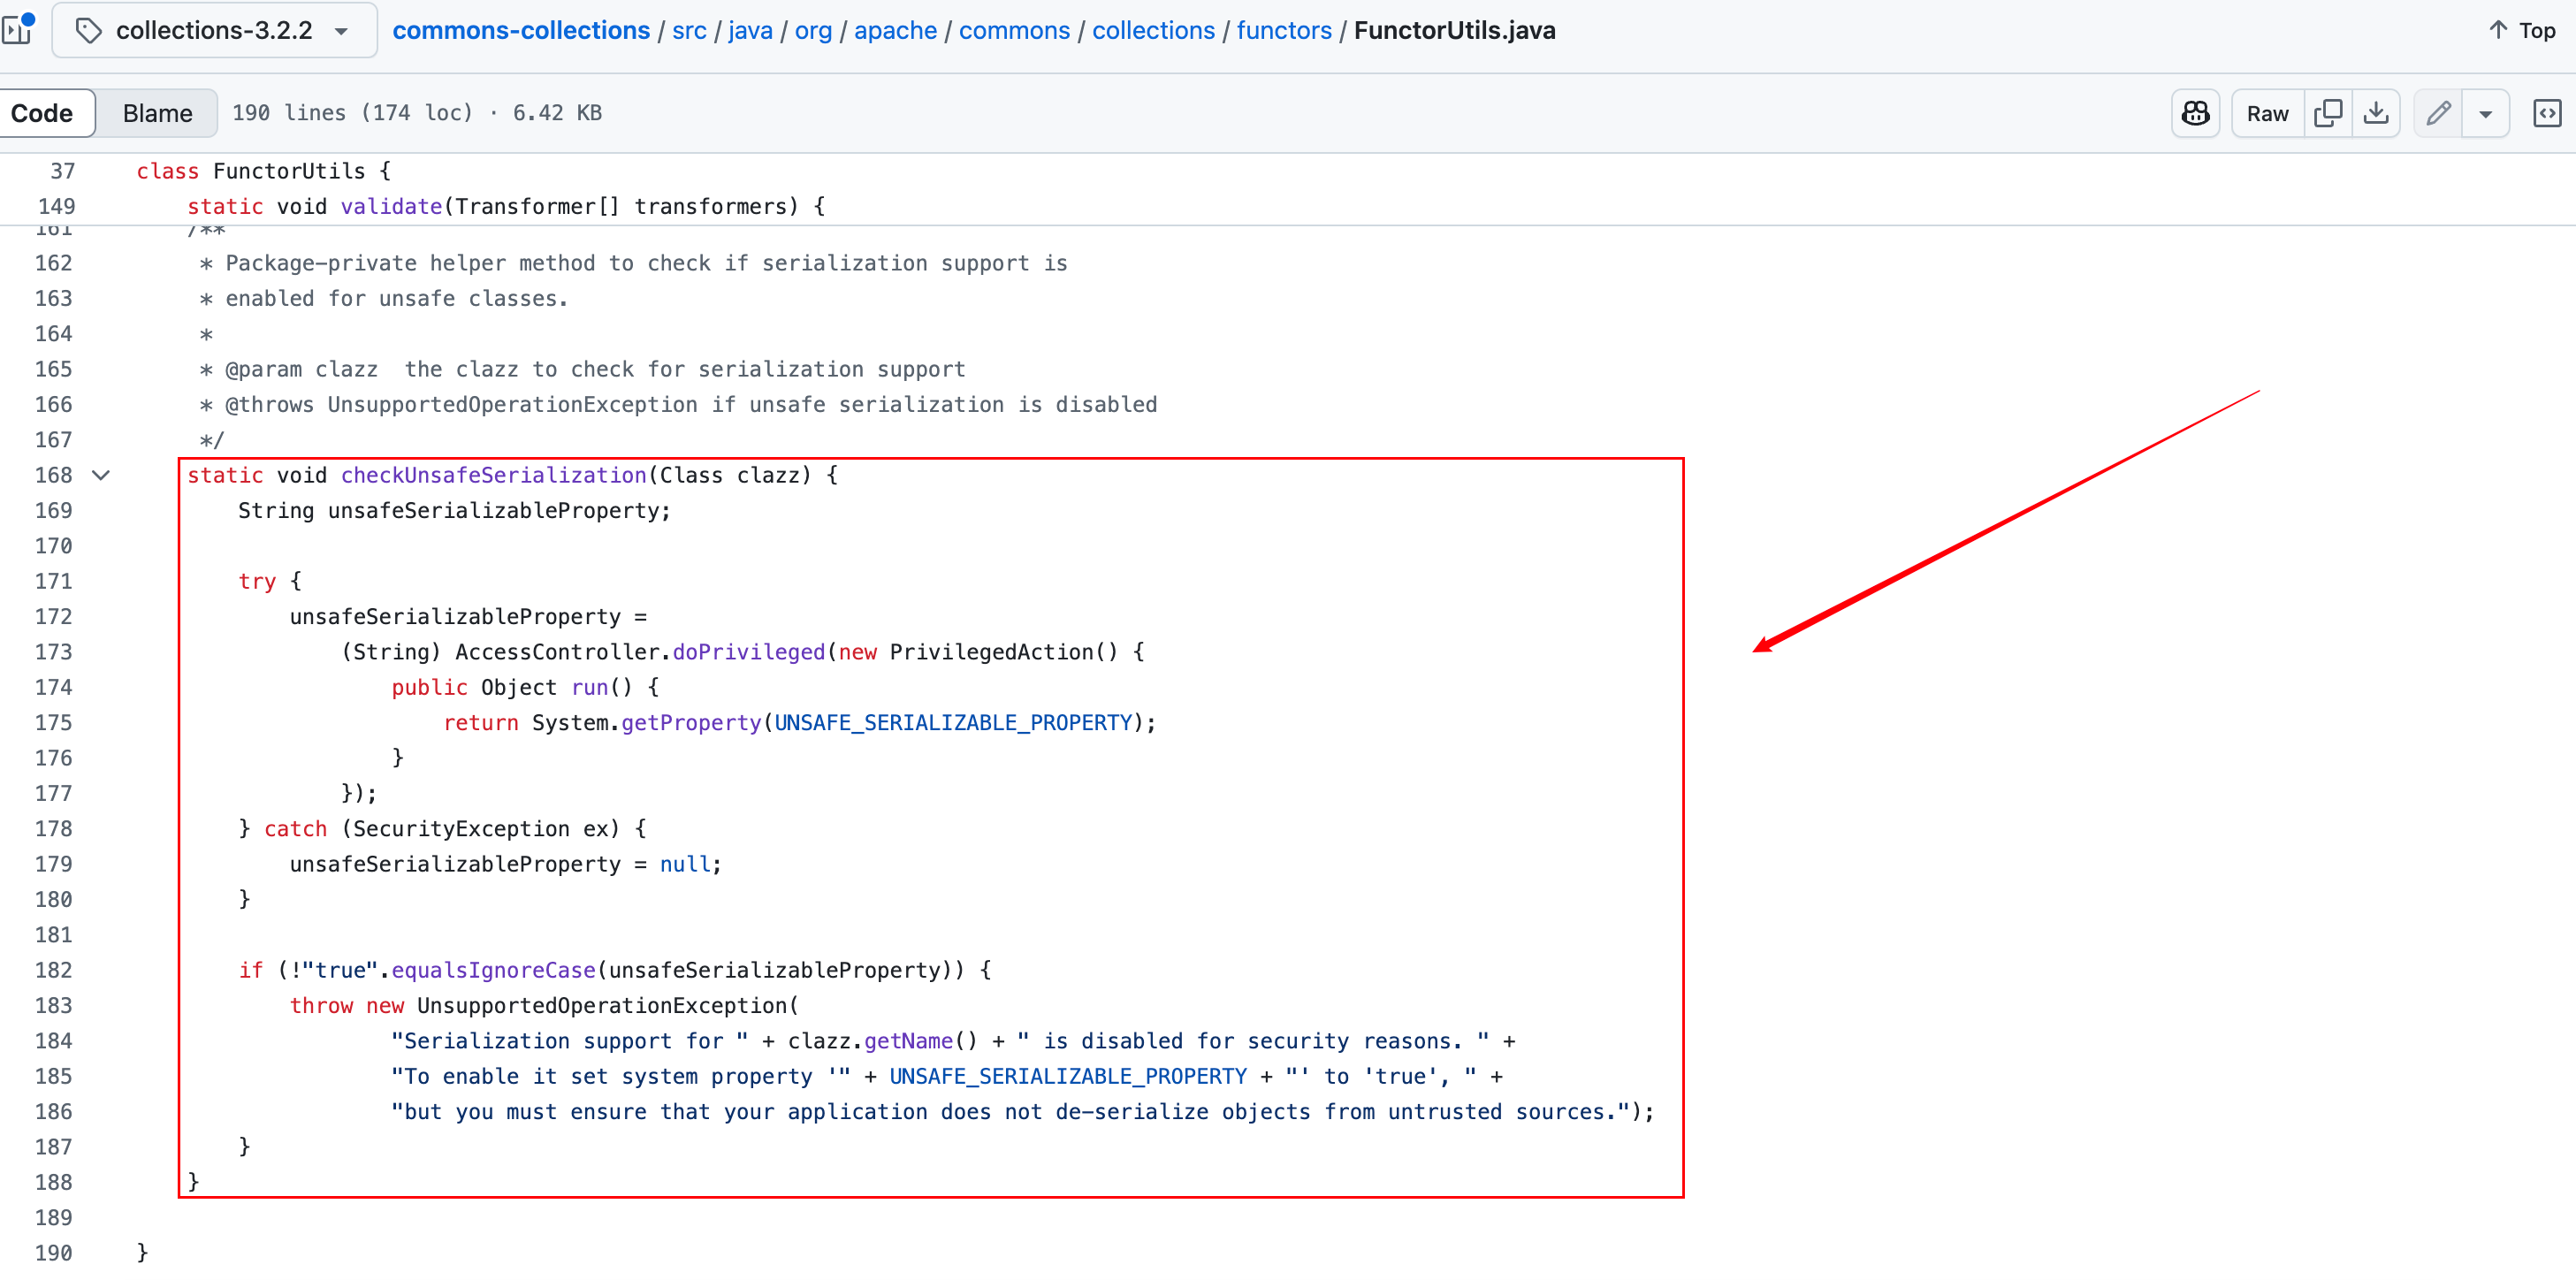 collections-3.2.2 commons-collections / src / java / org / apache / commons / collections / functors / FunctorUtils.java Top
Code Blame 190 lines (174 loc) · 6.42 KB Raw
37 class FunctorUtils {
149 static void validate(Transformer[] transformers) {
161 /**
162 * Package-private helper method to check if serialization support is
163 * enabled for unsafe classes.
164 *
165 * @param clazz  the clazz to check for serialization support
166 * @throws UnsupportedOperationException if unsafe serialization is disabled
167 */
168 static void checkUnsafeSerialization(Class clazz) {
169 String unsafeSerializableProperty;
170
171 try {
172 unsafeSerializableProperty =
173 (String) AccessController.doPrivileged(new PrivilegedAction() {
174 public Object run() {
175 return System.getProperty(UNSAFE_SERIALIZABLE_PROPERTY);
176 }
177 });
178 } catch (SecurityException ex) {
179 unsafeSerializableProperty = null;
180 }
181
182 if (!"true".equalsIgnoreCase(unsafeSerializableProperty)) {
183 throw new UnsupportedOperationException(
184 "Serialization support for " + clazz.getName() + " is disabled for security reasons. " +
185 "To enable it set system property '" + UNSAFE_SERIALIZABLE_PROPERTY + "' to 'true', " +
186 "but you must ensure that your application does not de-serialize objects from untrusted sources.");
187 }
188 }
189
190 }